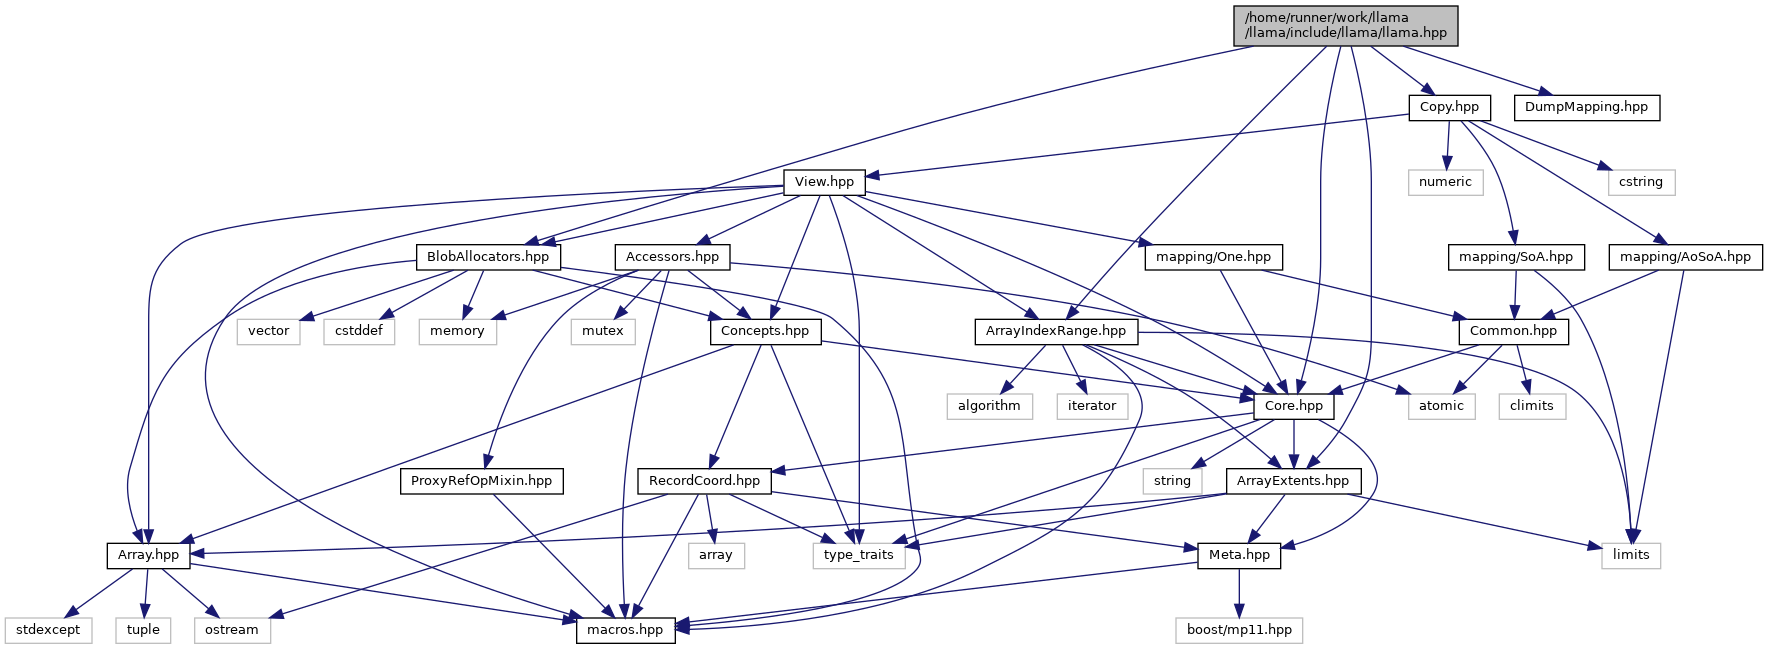 /home/runner/work/llama
/llama/include/llama/llama.hpp
Copy.hpp
DumpMapping.hpp
View.hpp
numeric
cstring
BlobAllocators.hpp
Accessors.hpp
mapping/One.hpp
mapping/SoA.hpp
mapping/AoSoA.hpp
vector
cstddef
memory
mutex
Concepts.hpp
ArrayIndexRange.hpp
Common.hpp
algorithm
iterator
Core.hpp
atomic
climits
ProxyRefOpMixin.hpp
RecordCoord.hpp
string
ArrayExtents.hpp
Array.hpp
array
type_traits
Meta.hpp
limits
stdexcept
tuple
ostream
macros.hpp
boost/mp11.hpp